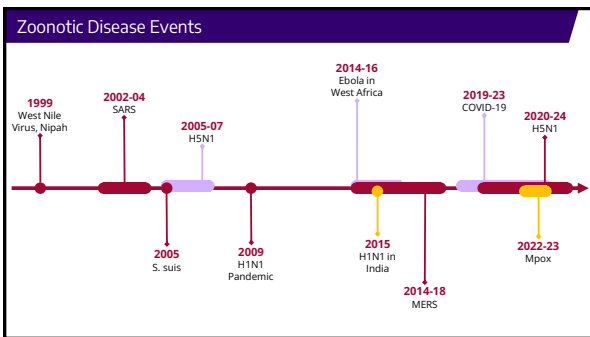 Zoonotic Disease Events
1999
West Nile
Virus, Nipah
2002-04
SARS
2005-07
H5N1
2014-16
Ebola in
West Africa
2019-23
COVID-19
2020-24
H5N1
2005
S. suis
2009
H1N1
Pandemic
2015
H1N1 in
India
2014-18
MERS
2022-23
Mpox